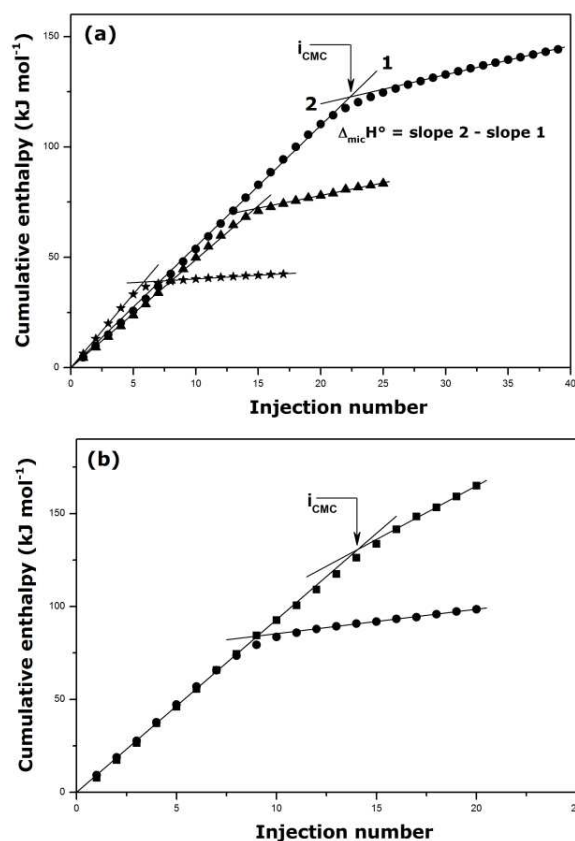 (a)
Cumulative enthalpy (kJ mol⁻¹)
150
100
50
0
i_CMC
1
2
Δ_micH° = slope 2 - slope 1
0 5 10 15 20 25 30 35 40
Injection number
(b)
Cumulative enthalpy (kJ mol⁻¹)
150
100
50
0
i_CMC
0 5 10 15 20 25
Injection number